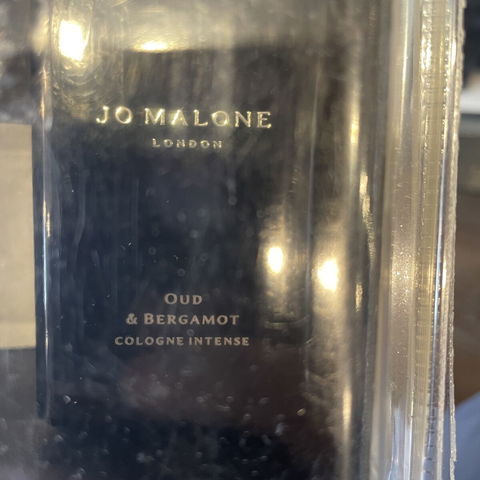 JO MALONE
LONDON
OUD
& BERGAMOT
COLOGNE INTENSE